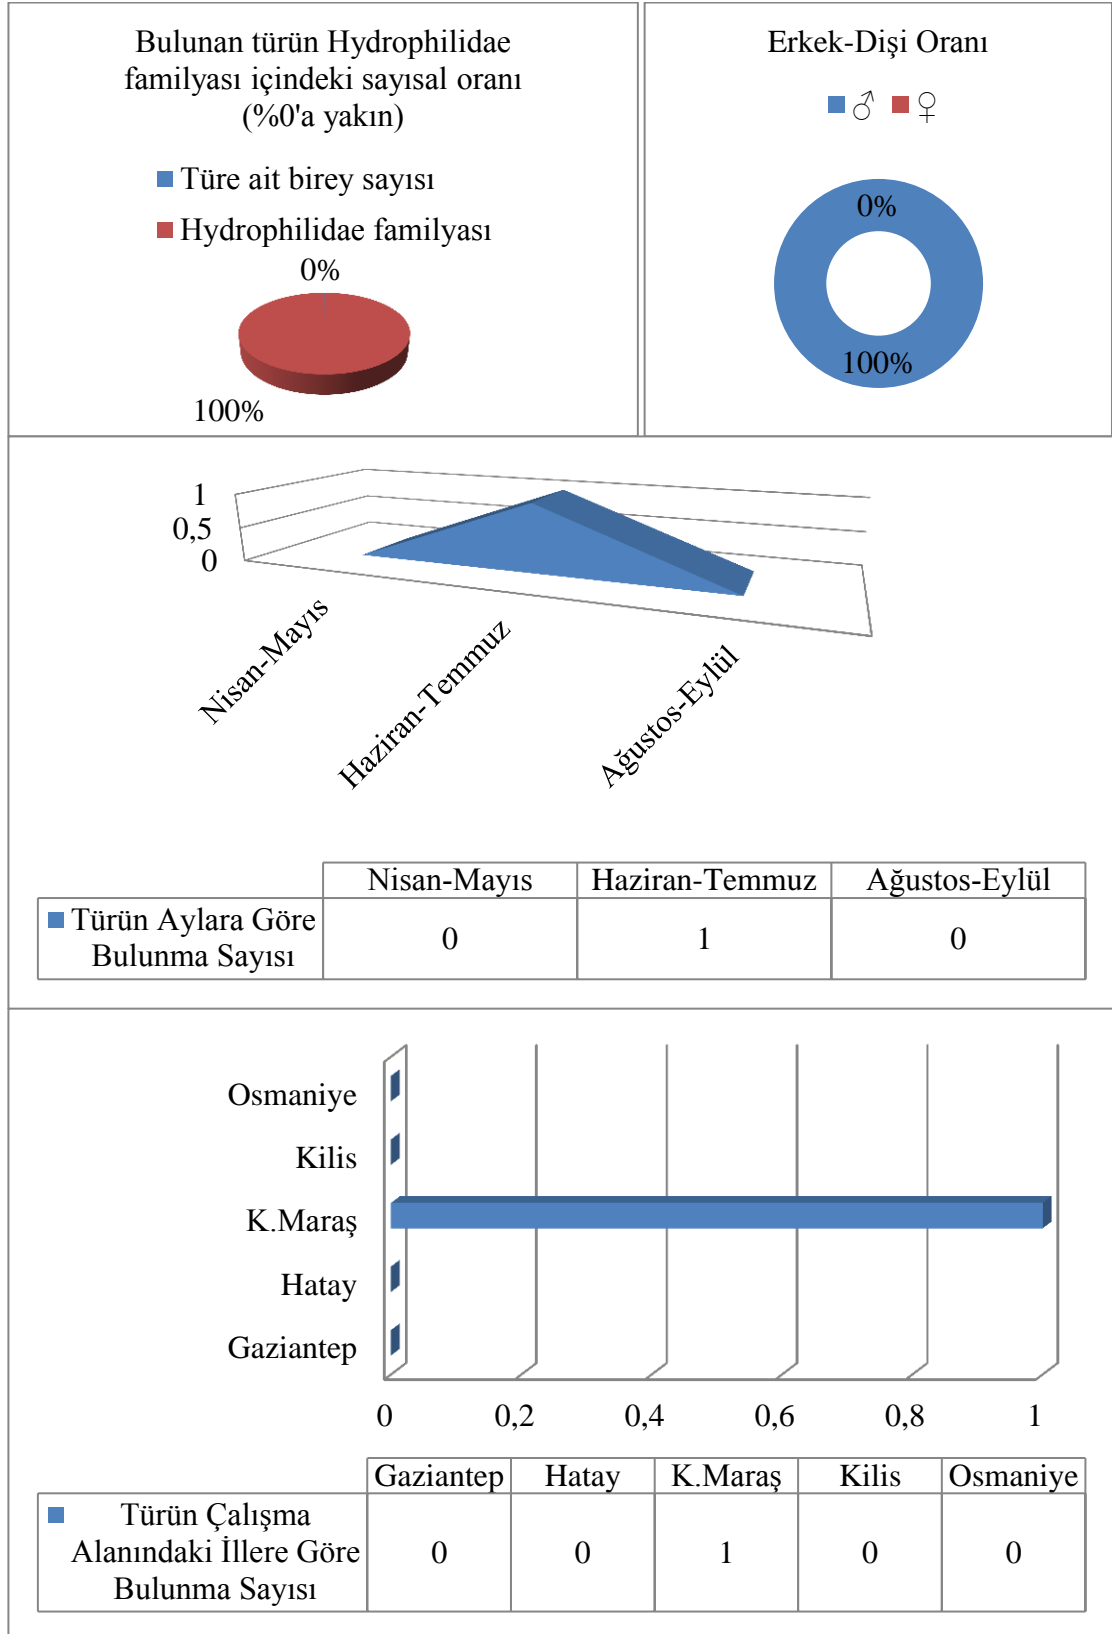 Bulunan türün Hydrophilidae
familyası içindeki sayısal oranı
(%0'a yakın)
Türe ait birey sayısı
Hydrophilidae familyası
0%
100%
Erkek-Dişi Oranı
♂ ♀
0%
100%
1
0,5
0
Nisan-Mayıs
Haziran-Temmuz
Ağustos-Eylül
Nisan-Mayıs Haziran-Temmuz Ağustos-Eylül
Türün Aylara Göre
Bulunma Sayısı
0 1 0
Osmaniye
Kilis
K.Maraş
Hatay
Gaziantep
0 0,2 0,4 0,6 0,8 1
Gaziantep Hatay K.Maraş Kilis Osmaniye
Türün Çalışma
Alanındaki İllere Göre
Bulunma Sayısı
0 0 1 0 0